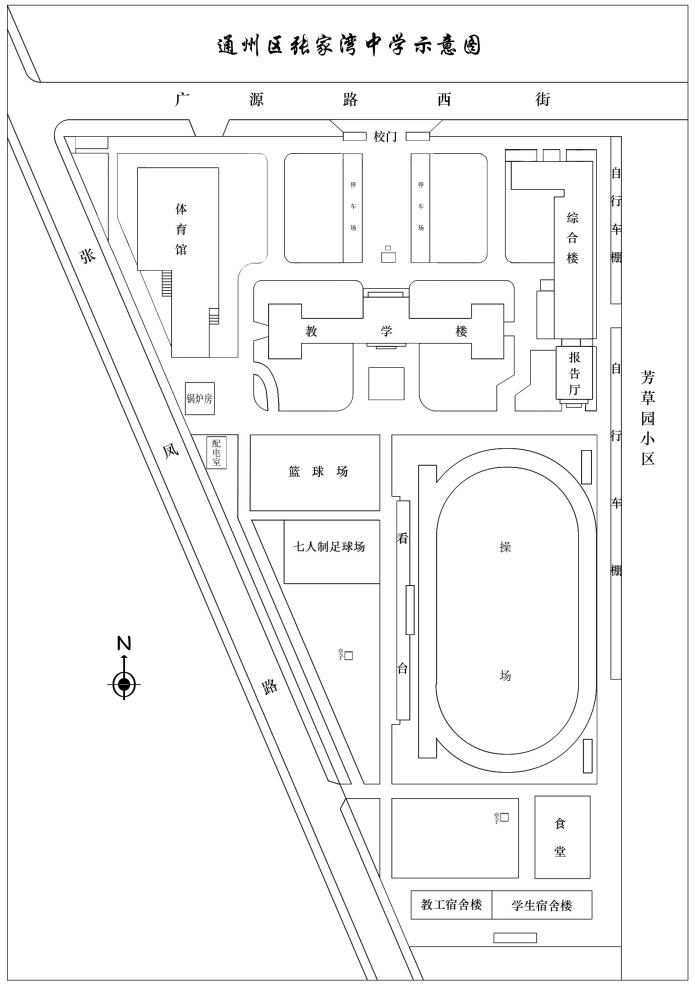 通州区张家湾中学示意图
广源路西街
校门
体育馆
停车场
停车场
综合楼
自行车棚
张凤路
教学楼
报告厅
锅炉房
自行车棚
芳草园小区
配电室
篮球场
七人制足球场
看台
操场
亭子
N
亭子
食堂
教工宿舍楼
学生宿舍楼